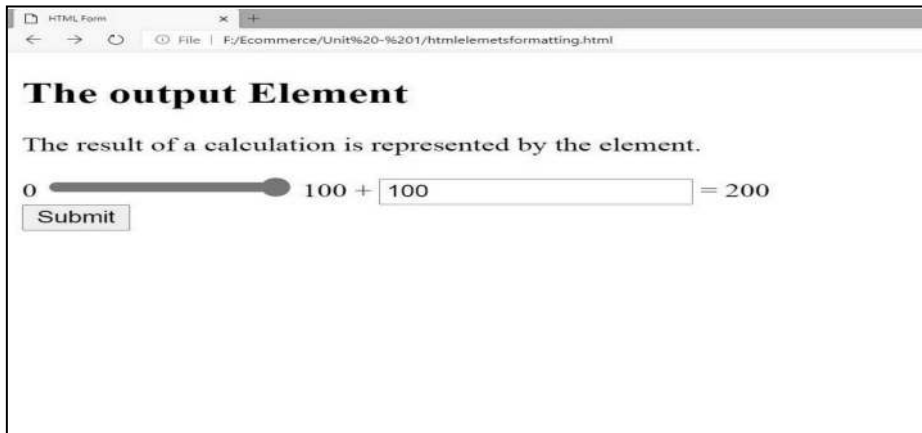 HTML Form
File | F:/Ecommerce/Unit%20-%201/htmlelemetsformatting.html
The output Element
The result of a calculation is represented by the element.
0 100 + 100 = 200
Submit